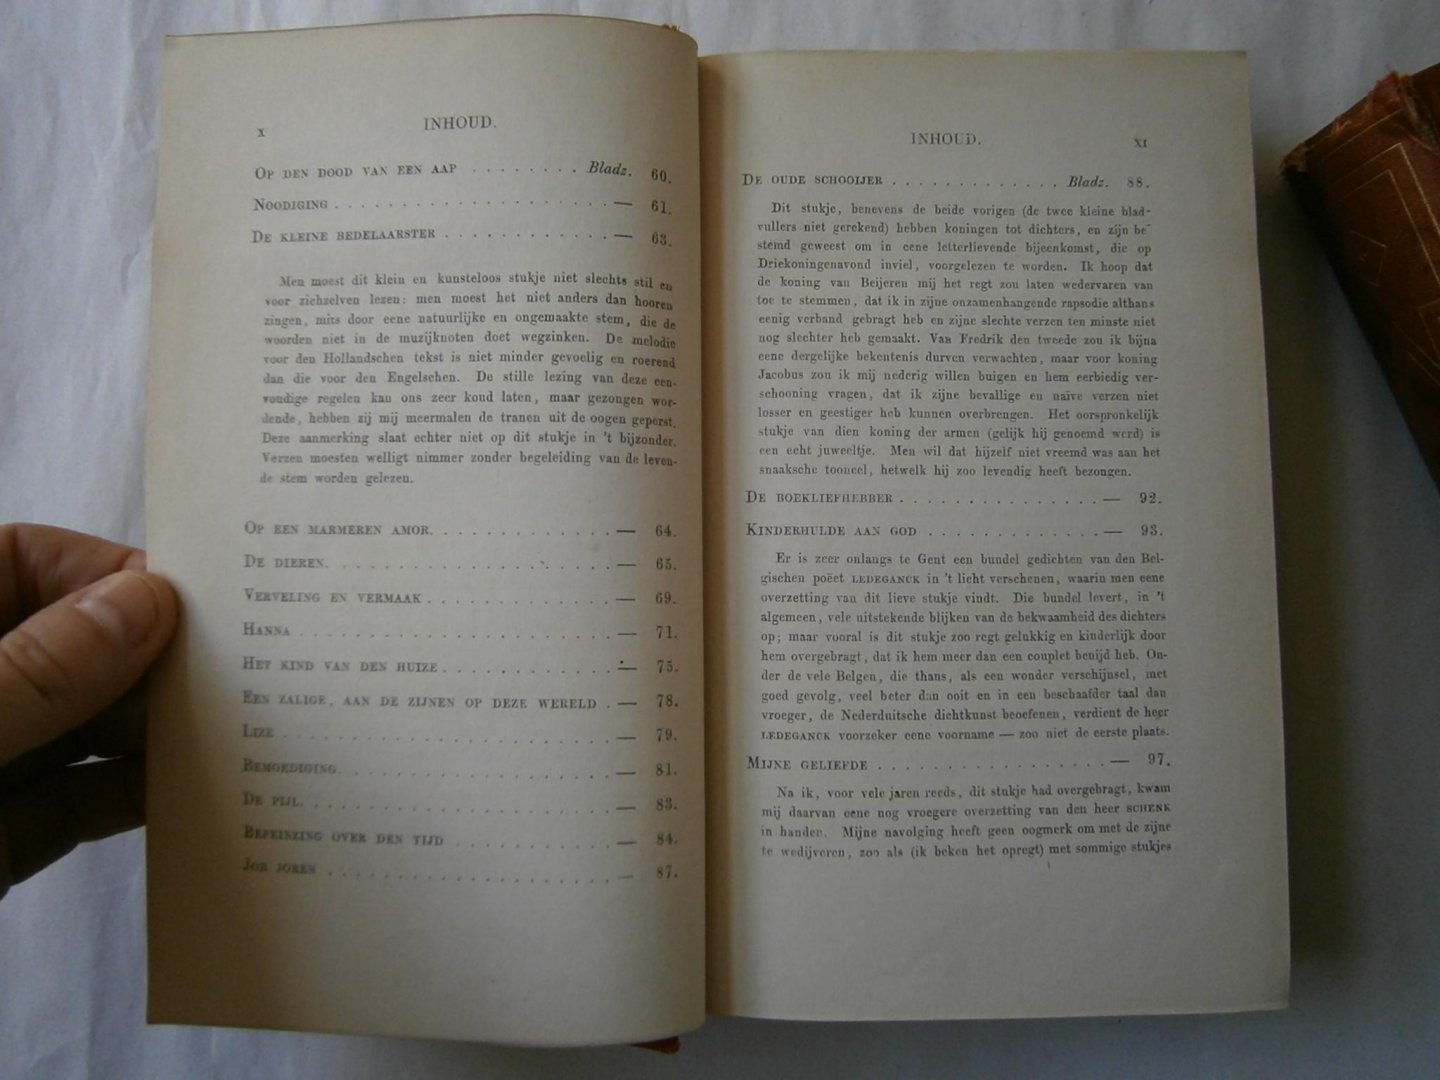 x INHOUD.
Op den dood van een aap . . . . . . . . Bladz. 60.
Noodiging . . . . . . . . . . . . . . . . . . . — 61.
De kleine bedelaarster . . . . . . . . . . . . — 63.
Men moest dit klein en kunsteloos stukje niet slechts stil en
voor ziehzelven lezen: men moest het niet anders dan hooren
zingen, mits door eene natuurlijke en ongemaakte stem, die de
woorden niet in de muzijknoten doet wegzinken. De melodie
voor den Hollandschen tekst is niet minder gevoelig en roerend
dan die voor den Engelschen. De stille lezing van deze een-
voudige regelen kan ons zeer koud laten, maar gezongen wor-
dende, hebben zij mij meermalen de tranen uit de oogen geperst.
Deze aanmerking slaat echter niet op dit stukje in 't bijzonder.
Verzen moesten welligt nimmer zonder begeleiding van de leven-
de stem worden gelezen.
Op een marmeren Amor. . . . . . . . . . . . — 64.
De dieren. . . . . . . . . . . . . . . . . . . — 65.
Verveling en vermaak . . . . . . . . . . . . — 69.
Hanna . . . . . . . . . . . . . . . . . . . . — 71.
Het kind van den huize . . . . . . . . . . . — 75.
Een zalige, aan de zijnen op deze wereld . — 78.
Lize . . . . . . . . . . . . . . . . . . . . . — 79.
Bemoediging. . . . . . . . . . . . . . . . . . — 81.
De pijl. . . . . . . . . . . . . . . . . . . . — 83.
Bepeinzing over den tijd . . . . . . . . . . — 84.
Job Joren . . . . . . . . . . . . . . . . . . — 87.
INHOUD. XI
De oude schooijer . . . . . . . . . . . . . Bladz. 88.
Dit stukje, benevens de beide vorigen (de twee kleine blad-
vullers niet gerekend) hebben koningen tot dichters, en zijn be-
stemd geweest om in eene letterlievende bijeenkomst, die op
Driekoningenavond inviel, voorgelezen te worden. Ik hoop dat
de koning van Beijeren mij het regt zou laten wedervaren van
toe te stemmen, dat ik in zijne onzamenhangende rapsodie althans
eenig verband gebragt heb en zijne slechte verzen ten minste niet
nog slechter heb gemaakt. Van Fredrik den tweede zou ik bijna
eene dergelijke bekentenis durven verwachten, maar voor koning
Jacobus zou ik mij nederig willen buigen en hem eerbiedig ver-
schooning vragen, dat ik zijne bevallige en naïve verzen niet
losser en geestiger heb kunnen overbrengen. Het oorspronkelijk
stukje van dien koning der armen (gelijk hij genoemd werd) is
een echt juweeltje. Men wil dat hijzelf niet vreemd was aan het
snaaksche tooneel, hetwelk hij zoo levendig heeft bezongen.
De boekliefhebber . . . . . . . . . . . . . . . — 92.
Kinderhulde aan God . . . . . . . . . . . . . — 93.
Er is zeer onlangs te Gent een bundel gedichten van den Bel-
gischen poëet LEDEGANCK in 't licht verschenen, waarin men eene
overzetting van dit lieve stukje vindt. Die bundel levert, in 't
algemeen, vele uitstekende blijken van de bekwaamheid des dichters
op; maar vooral is dit stukje zoo regt gelukkig en kinderlijk door
hem overgebragt, dat ik hem meer dan een couplet benijd heb. On-
der de vele Belgen, die thans, als een wonder verschijnsel, met
goed gevolg, veel beter dan ooit en in een beschaafder taal dan
vroeger, de Nederduitsche dichtkunst beoefenen, verdient de heer
LEDEGANCK voorzeker eene voorname — zoo niet de eerste plaats.
Mijne geliefde . . . . . . . . . . . . . . . . . — 97.
Na ik, voor vele jaren reeds, dit stukje had overgebragt, kwam
mij daarvan eene nog vroegere overzetting van den heer SCHENK
in handen. Mijne navolging heeft geen oogmerk om met de zijne
te wedijveren, zoo als (ik beken het opregt) met sommige stukjes